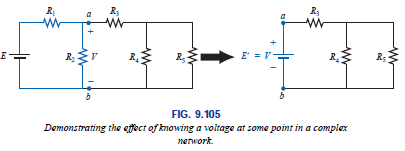 R1 a R3
+
E R2 V R4 R5
–
b
a R3
+
E' = V R4 R5
–
b
FIG. 9.105
Demonstrating the effect of knowing a voltage at some point in a complex
network.